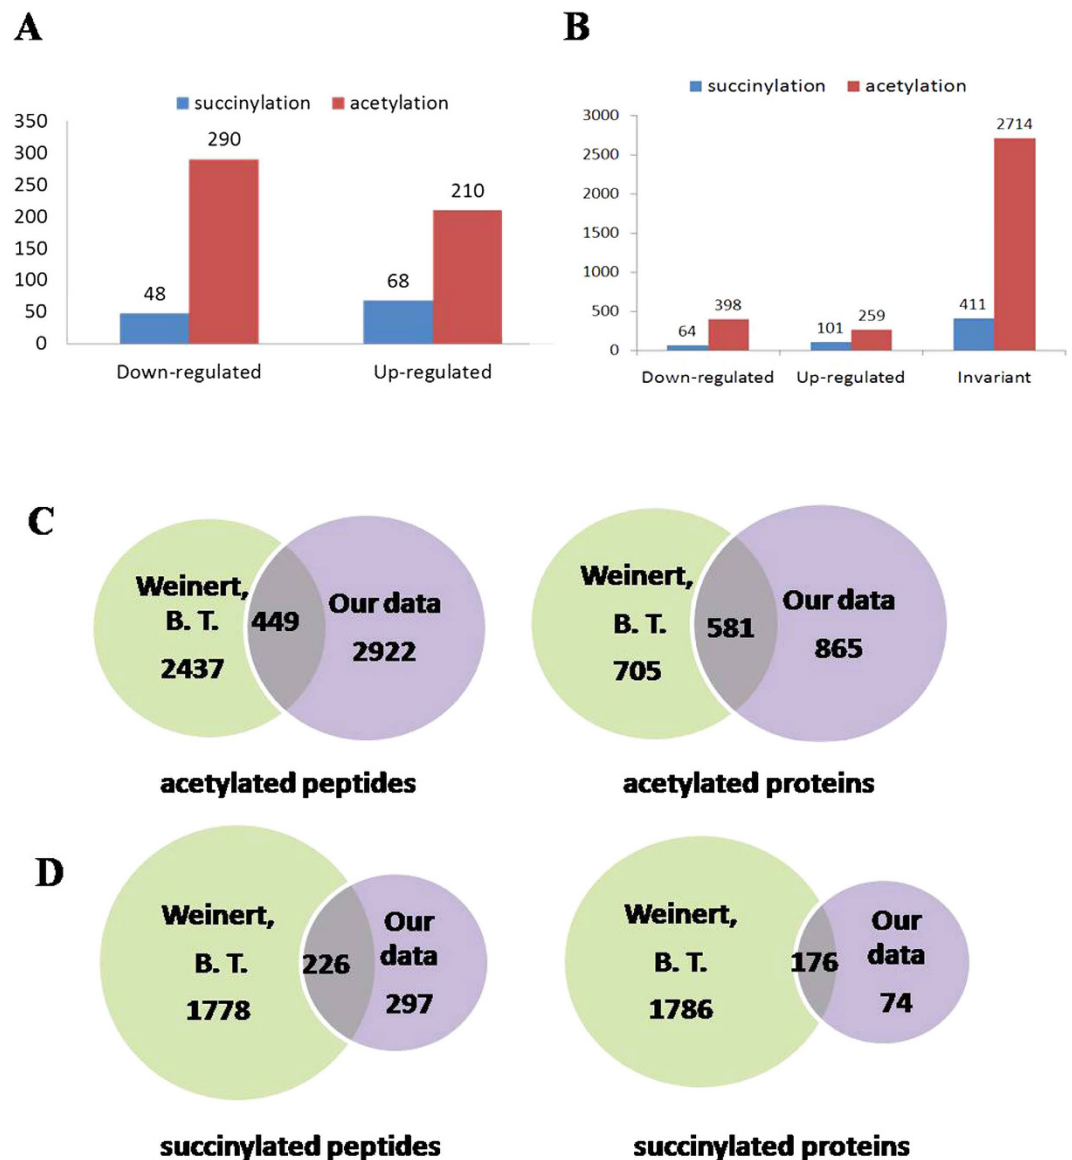 A
succinylation acetylation
350
300
250
200
150
100
50
0
290
210
48
68
Down-regulated Up-regulated
B
succinylation acetylation
3000
2500
2000
1500
1000
500
0
2714
64 398 101 259 411
Down-regulated Up-regulated Invariant
C
Weinert,
B. T.
2437
449
Our data
2922
acetylated peptides
Weinert,
B. T.
705
581
Our data
865
acetylated proteins
D
Weinert,
B. T.
1778
226
Our
data
297
succinylated peptides
Weinert,
B. T.
1786
176
Our
data
74
succinylated proteins